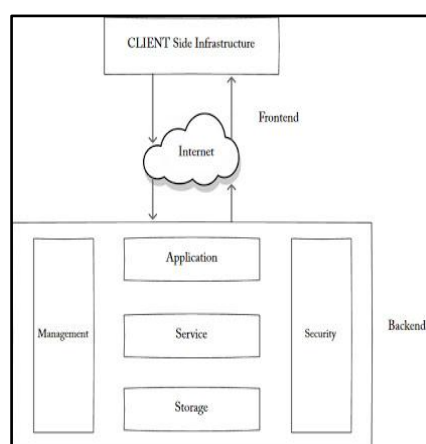 CLIENT Side Infrastructure
Frontend
Internet
Application
Management
Service
Security
Backend
Storage